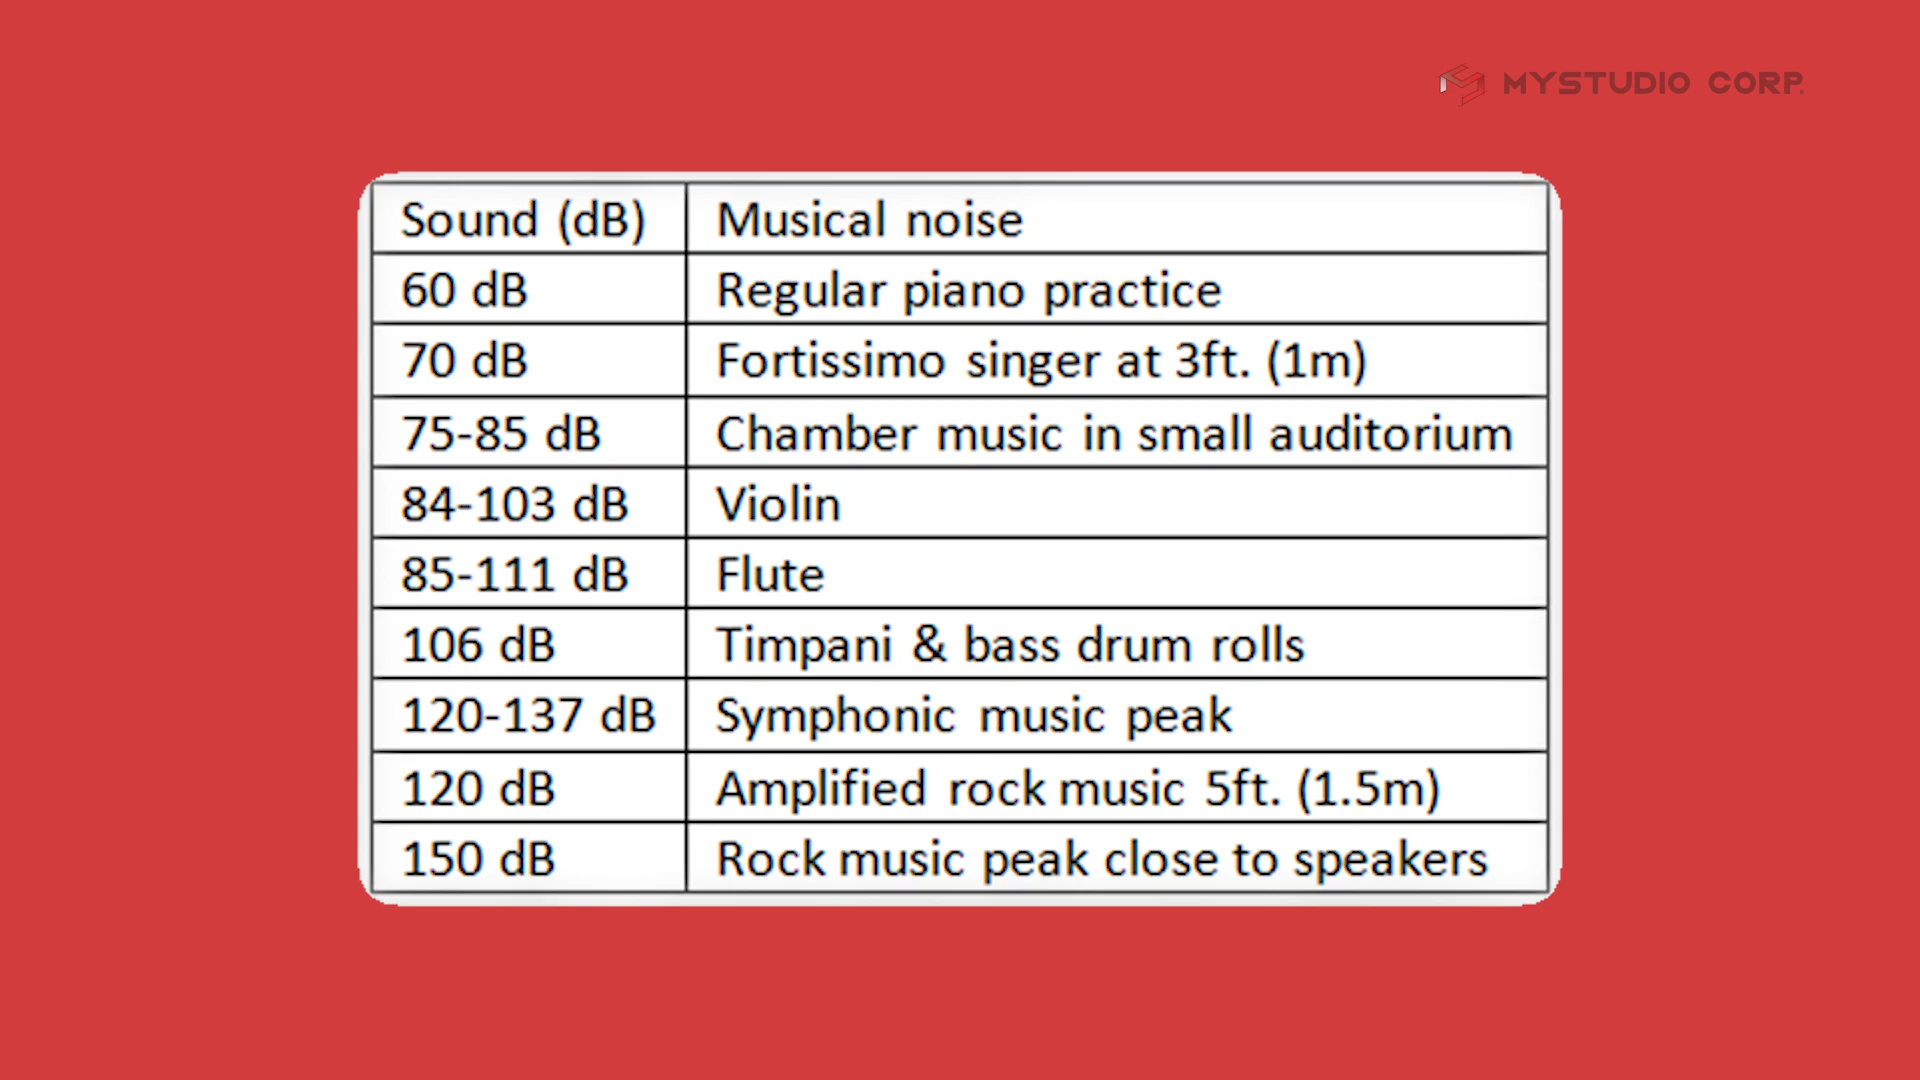 MYSTUDIO CORP.
Sound (dB) Musical noise
60 dB Regular piano practice
70 dB Fortissimo singer at 3ft. (1m)
75-85 dB Chamber music in small auditorium
84-103 dB Violin
85-111 dB Flute
106 dB Timpani & bass drum rolls
120-137 dB Symphonic music peak
120 dB Amplified rock music 5ft. (1.5m)
150 dB Rock music peak close to speakers